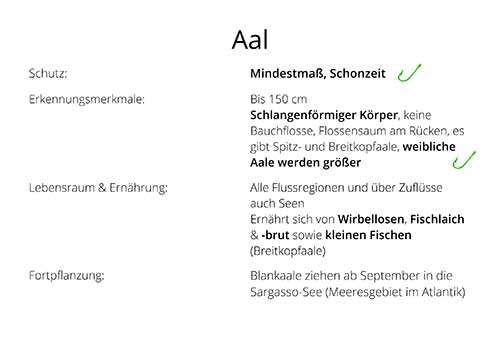 Aal
Schutz:
Mindestmaß, Schonzeit
Erkennungsmerkmale:
Bis 150 cm
Schlangenförmiger Körper, keine
Bauchflosse, Flossensaum am Rücken, es
gibt Spitz- und Breitkopfaale, weibliche
Aale werden größer
Lebensraum & Ernährung:
Alle Flussregionen und über Zuflüsse
auch Seen
Ernährt sich von Wirbellosen, Fischlaich
& -brut sowie kleinen Fischen
(Breitkopfaale)
Fortpflanzung:
Blankaale ziehen ab September in die
Sargasso-See (Meeresgebiet im Atlantik)